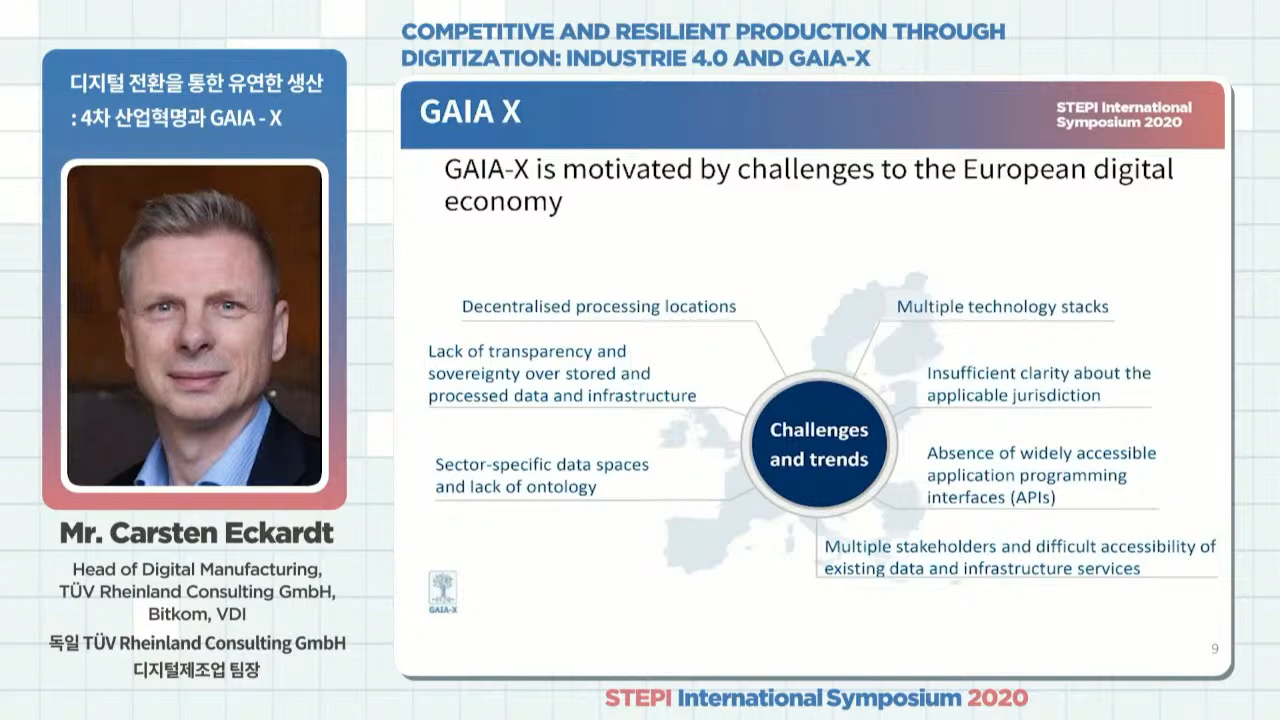 COMPETITIVE AND RESILIENT PRODUCTION THROUGH
DIGITIZATION: INDUSTRIE 4.0 AND GAIA-X
디지털 전환을 통한 유연한 생산
: 4차 산업혁명과 GAIA - X
Mr. Carsten Eckardt
Head of Digital Manufacturing,
TÜV Rheinland Consulting GmbH,
Bitkom, VDI
독일 TÜV Rheinland Consulting GmbH
디지털제조업 팀장
GAIA X
STEPI International
Symposium 2020
GAIA-X is motivated by challenges to the European digital
economy
Decentralised processing locations
Lack of transparency and
sovereignty over stored and
processed data and infrastructure
Sector-specific data spaces
and lack of ontology
Challenges
and trends
Multiple technology stacks
Insufficient clarity about the
applicable jurisdiction
Absence of widely accessible
application programming
interfaces (APIs)
Multiple stakeholders and difficult accessibility of
existing data and infrastructure services
GAIA-X
9
STEPI International Symposium 2020